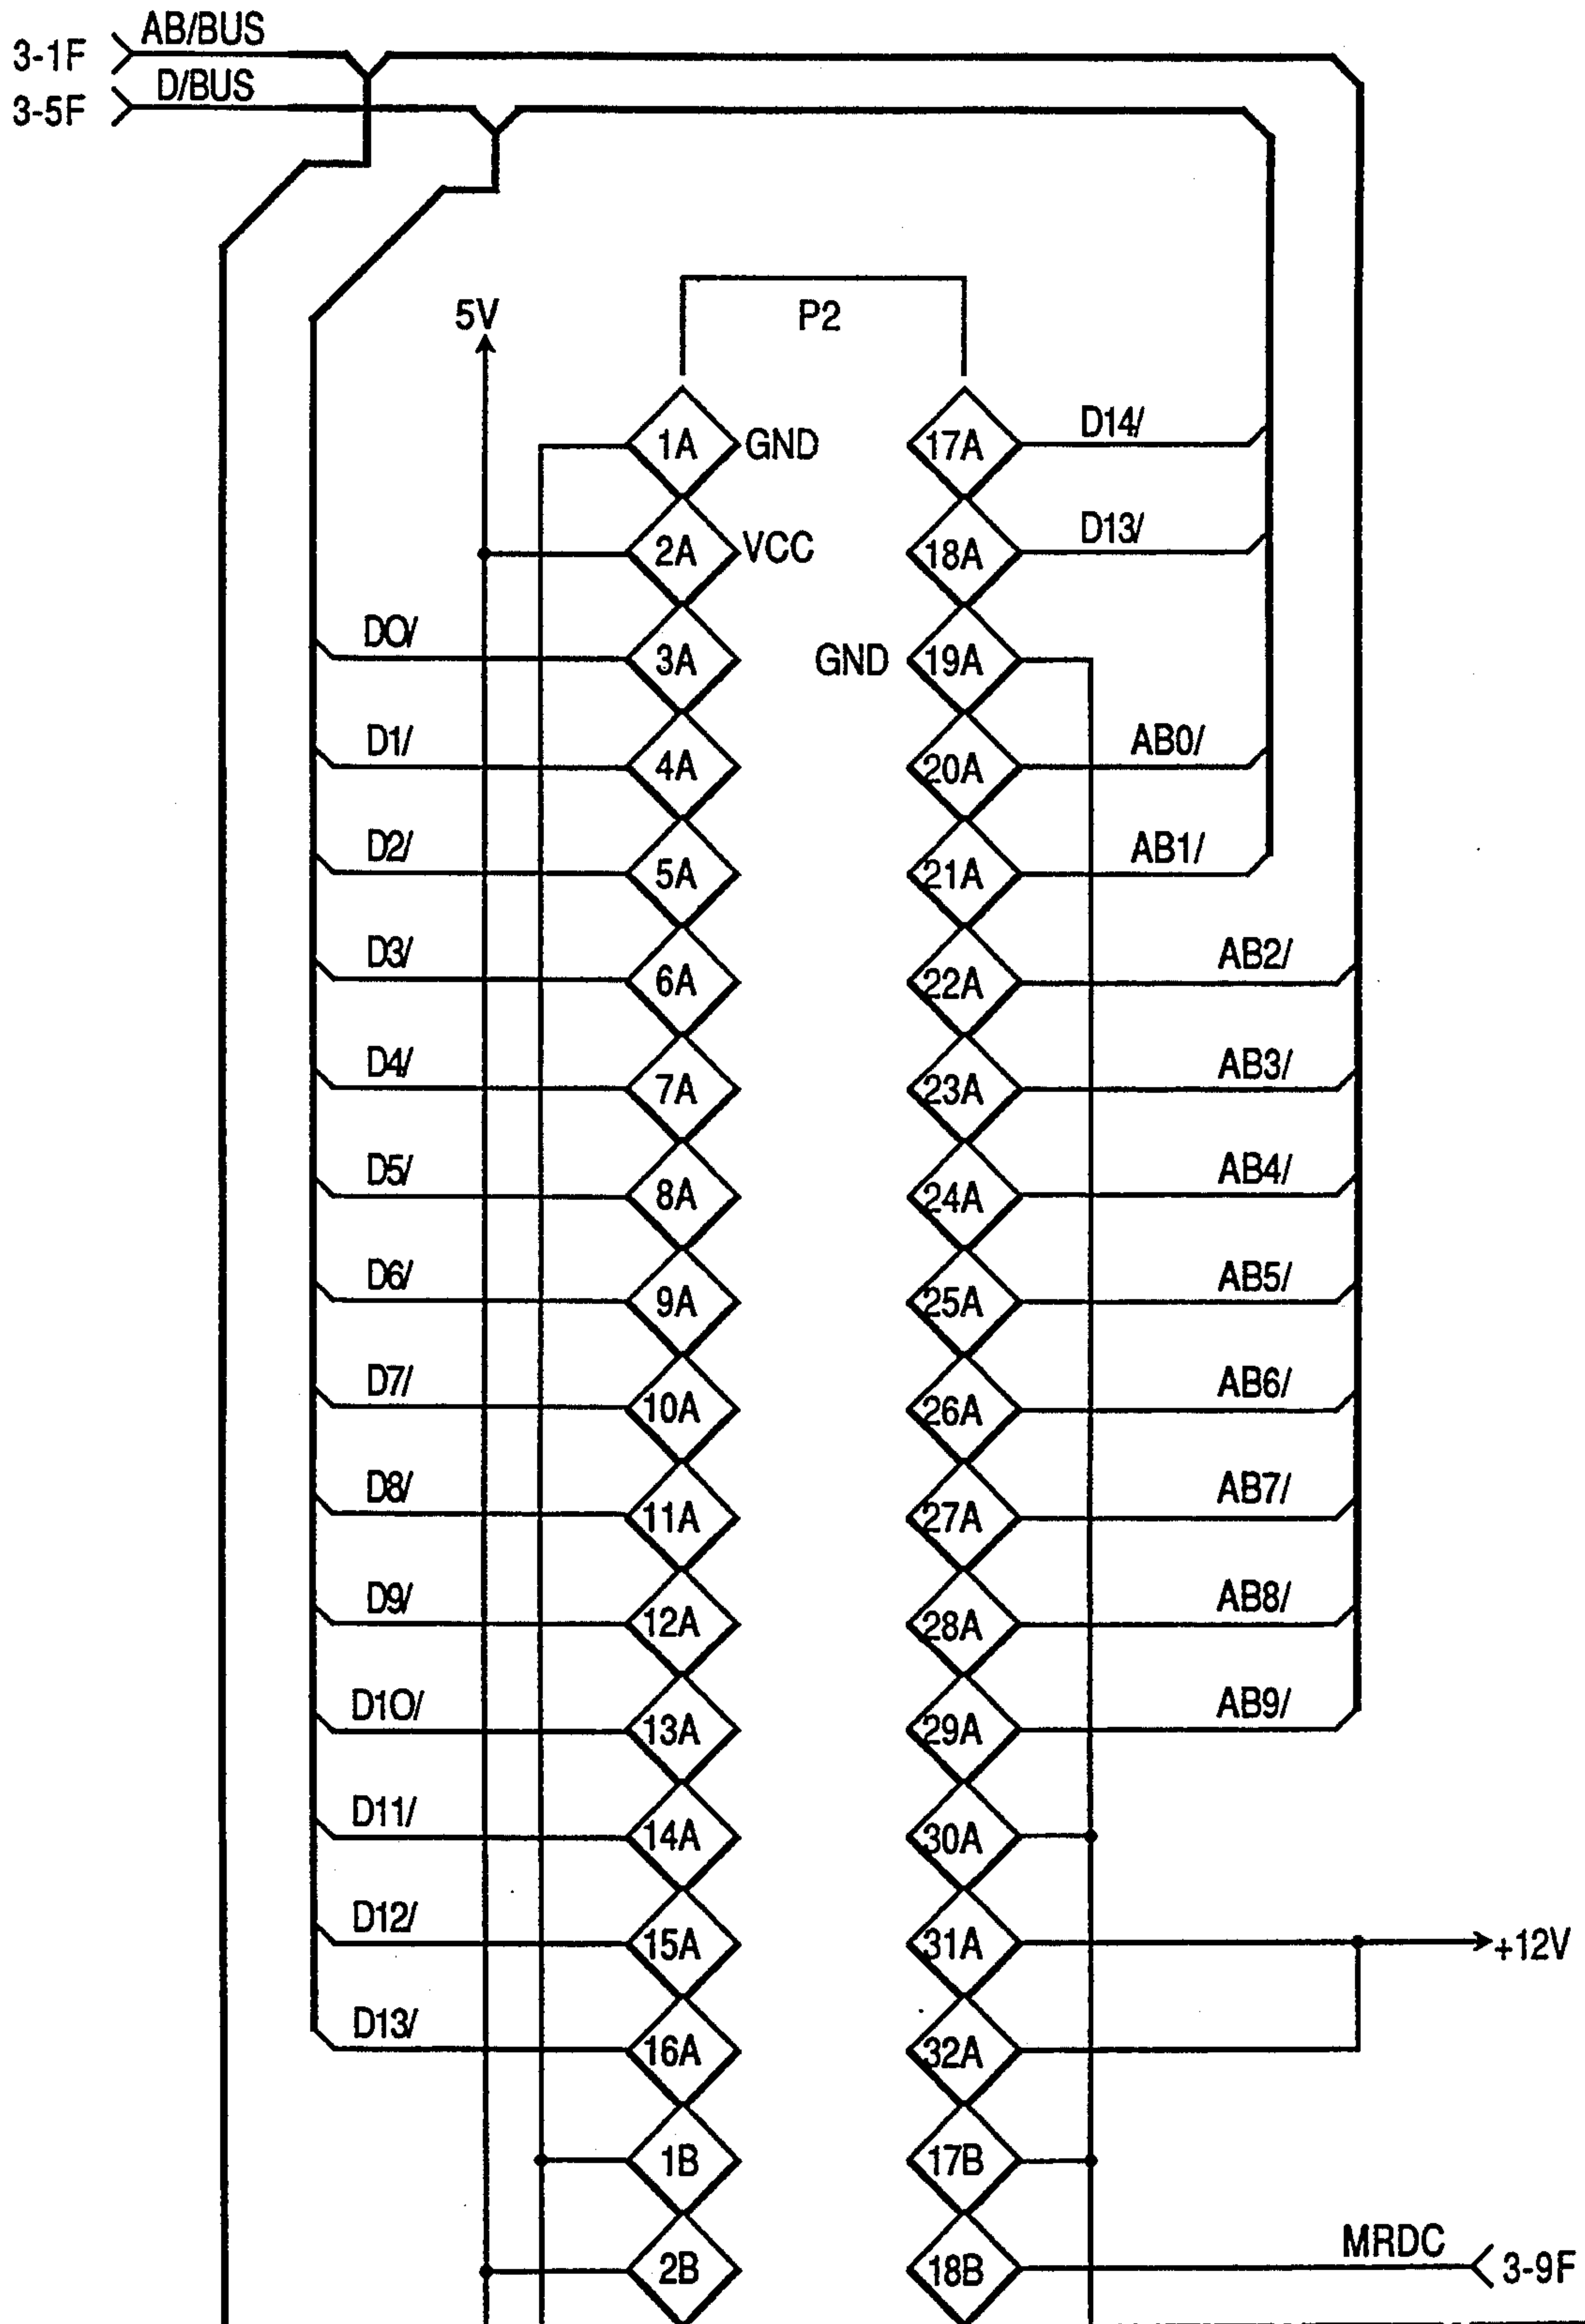 3-1F AB/BUS
3-5F D/BUS
5V P2
1A GND 17A D14/
2A VCC 18A D13/
D0/ 3A GND 19A
D1/ 4A 20A AB0/
D2/ 5A 21A AB1/
D3/ 6A 22A AB2/
D4/ 7A 23A AB3/
D5/ 8A 24A AB4/
D6/ 9A 25A AB5/
D7/ 10A 26A AB6/
D8/ 11A 27A AB7/
D9/ 12A 28A AB8/
D10/ 13A 29A AB9/
D11/ 14A 30A
D12/ 15A 31A +12V
D13/ 16A 32A
1B 17B
2B 18B MRDC 3-9F